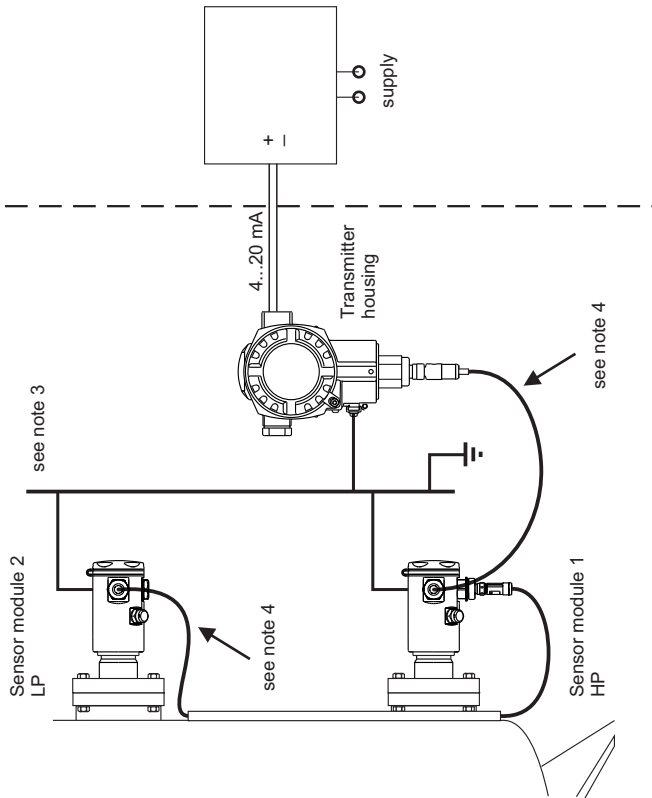 supply
+
–
4...20 mA
Transmitter
housing
see note 3
see note 4
Sensor module 2
LP
see note 4
Sensor module 1
HP